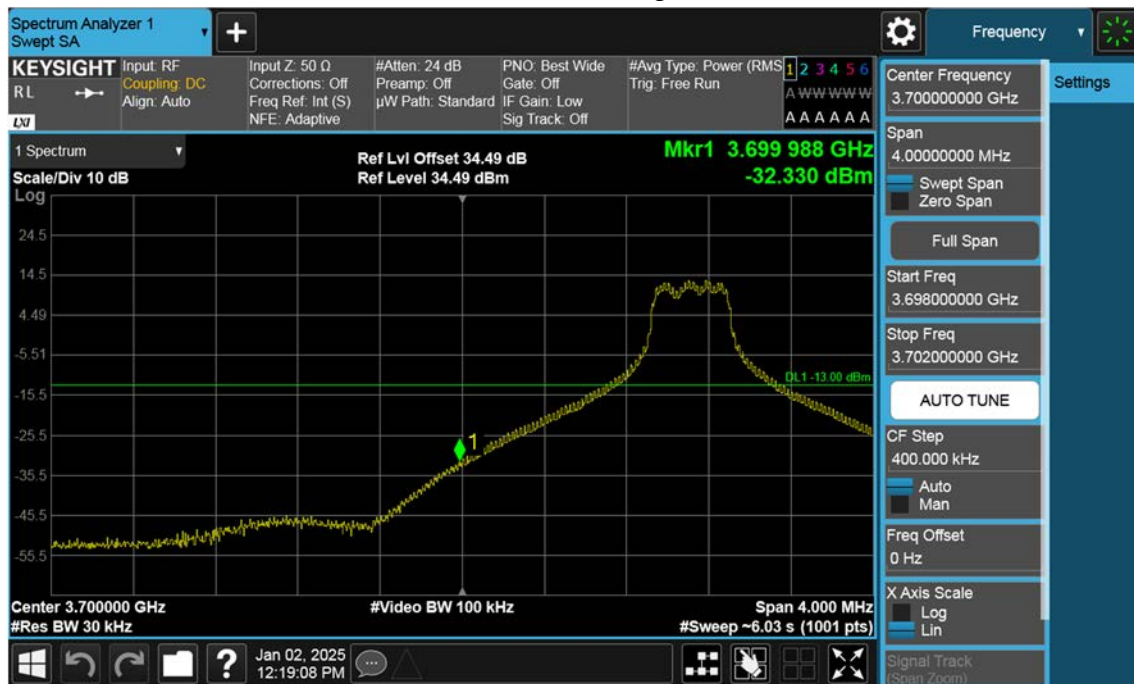 Spectrum Analyzer 1
Swept SA
+
Frequency
KEYSIGHT
RL
LXI
Input: RF
Coupling: DC
Align: Auto
Input Z: 50 Ω
Corrections: Off
Freq Ref: Int (S)
NFE: Adaptive
#Atten: 24 dB
Preamp: Off
µW Path: Standard
PNO: Best Wide
Gate: Off
IF Gain: Low
Sig Track: Off
#Avg Type: Power (RMS
Trig: Free Run
1 2 3 4 5 6
A W W W W W
A A A A A A
1 Spectrum
Scale/Div 10 dB
Ref Lvl Offset 34.49 dB
Ref Level 34.49 dBm
Mkr1 3.699 988 GHz
-32.330 dBm
Log
24.5
14.5
4.49
-5.51
-15.5
-25.5
-35.5
-45.5
-55.5
DL1 -13.00 dBm
1
Center 3.700000 GHz
#Res BW 30 kHz
#Video BW 100 kHz
Span 4.000 MHz
#Sweep ~6.03 s (1001 pts)
Center Frequency
3.700000000 GHz
Span
4.00000000 MHz
Swept Span
Zero Span
Full Span
Start Freq
3.698000000 GHz
Stop Freq
3.702000000 GHz
AUTO TUNE
CF Step
400.000 kHz
Auto
Man
Freq Offset
0 Hz
X Axis Scale
Log
Lin
Signal Track
(Span Zoom)
Settings
?
Jan 02, 2025
12:19:08 PM